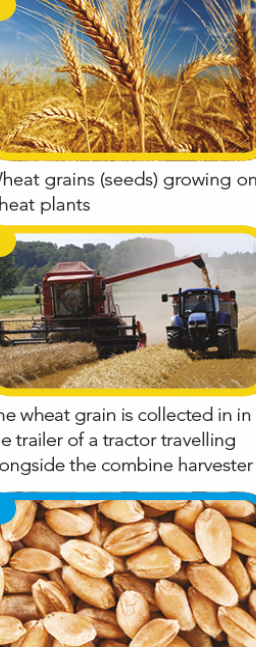 heat grains (seeds) growing on
heat plants
he wheat grain is collected in in
e trailer of a tractor travelling
ongside the combine harvester